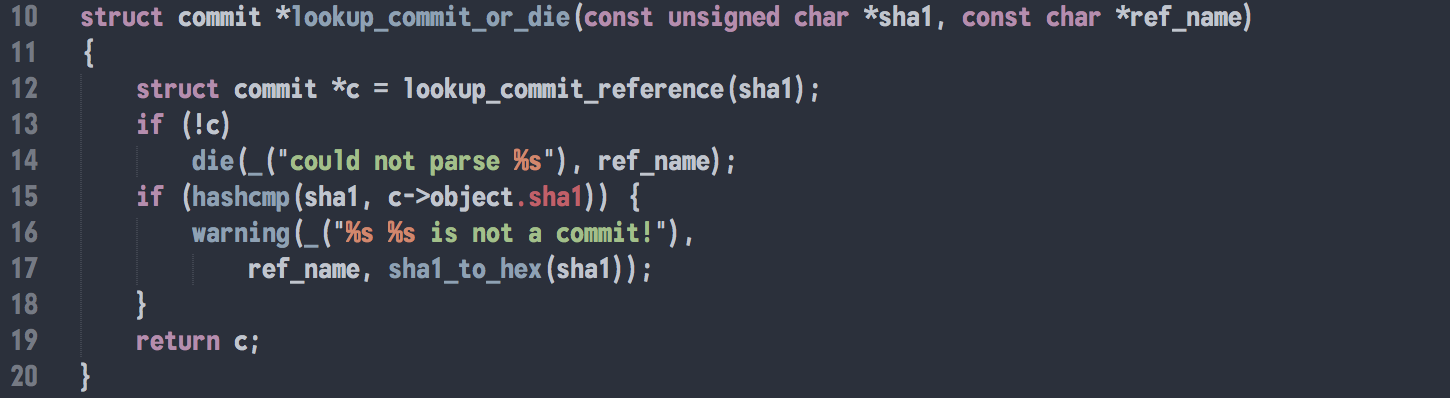 10 struct commit *lookup_commit_or_die(const unsigned char *sha1, const char *ref_name)
11 {
12     struct commit *c = lookup_commit_reference(sha1);
13     if (!c)
14         die(_("could not parse %s"), ref_name);
15     if (hashcmp(sha1, c->object.sha1)) {
16         warning(_("%s %s is not a commit!"),
17             ref_name, sha1_to_hex(sha1));
18     }
19     return c;
20 }